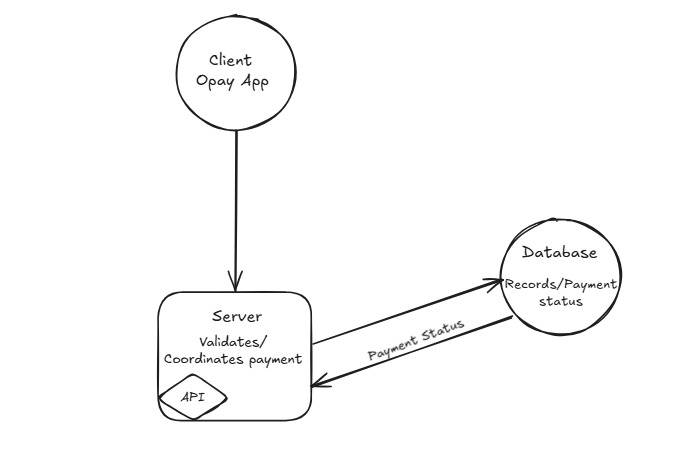 Client
Opay App
Database
Records/Payment
status
Server
Validates/
Coordinates payment
Payment Status
API